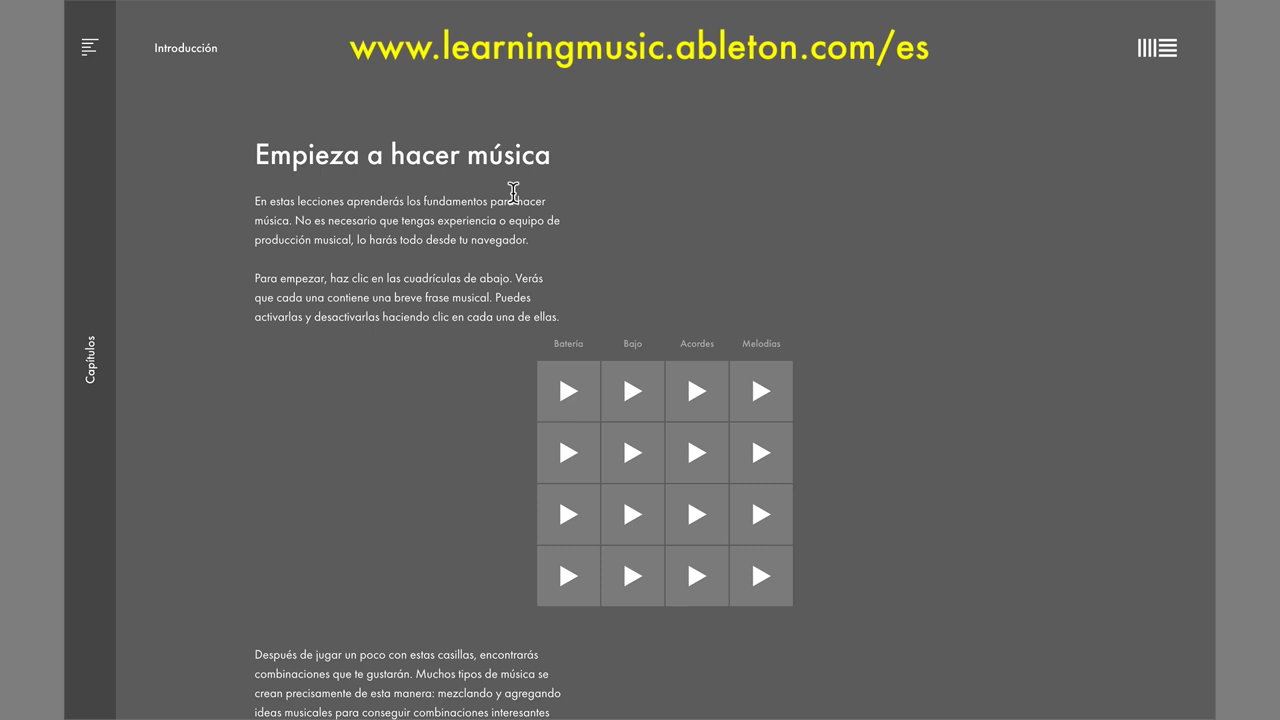 Introducción
www.learningmusic.ableton.com/es
Empieza a hacer música
En estas lecciones aprenderás los fundamentos para hacer
música. No es necesario que tengas experiencia o equipo de
producción musical, lo harás todo desde tu navegador.
Para empezar, haz clic en las cuadrículas de abajo. Verás
que cada una contiene una breve frase musical. Puedes
activarlas y desactivarlas haciendo clic en cada una de ellas.
Capítulos
Batería Bajo Acordes Melodías
Después de jugar un poco con estas casillas, encontrarás
combinaciones que te gustarán. Muchos tipos de música se
crean precisamente de esta manera: mezclando y agregando
ideas musicales para conseguir combinaciones interesantes